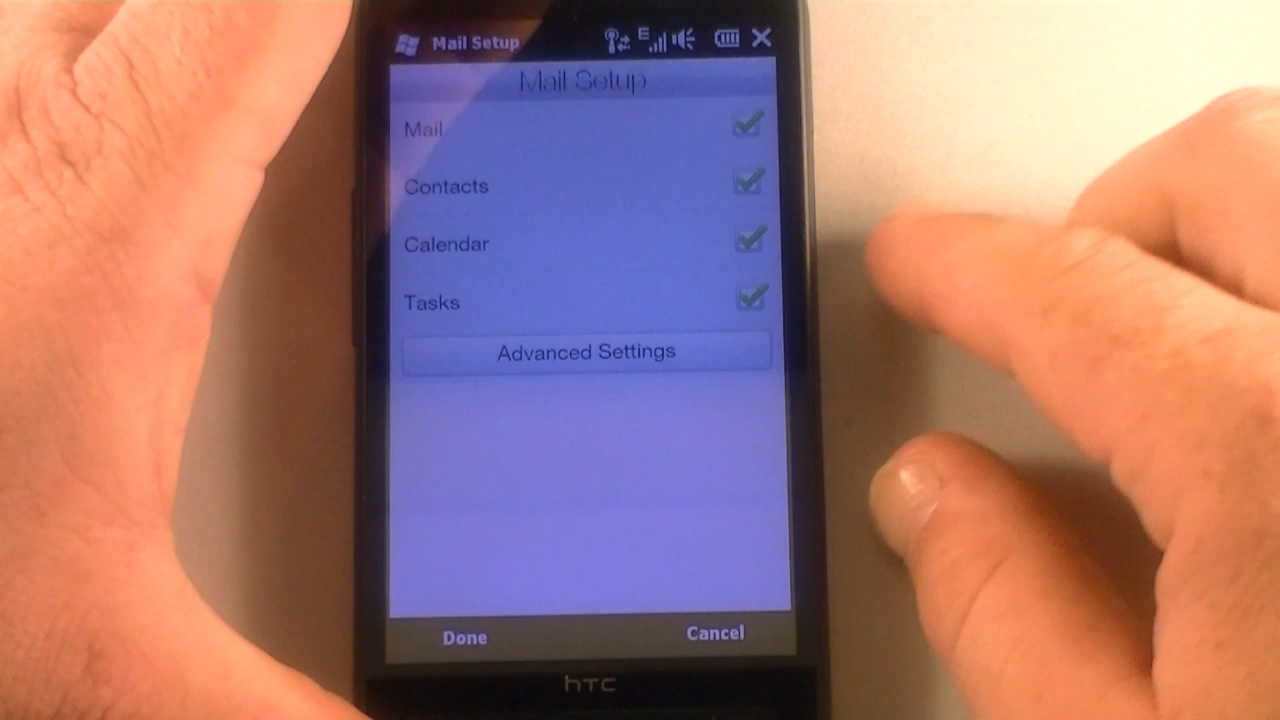 Mail Setup
E
Mail Setup
Mail
Contacts
Calendar
Tasks
Advanced Settings
Done Cancel
hTC